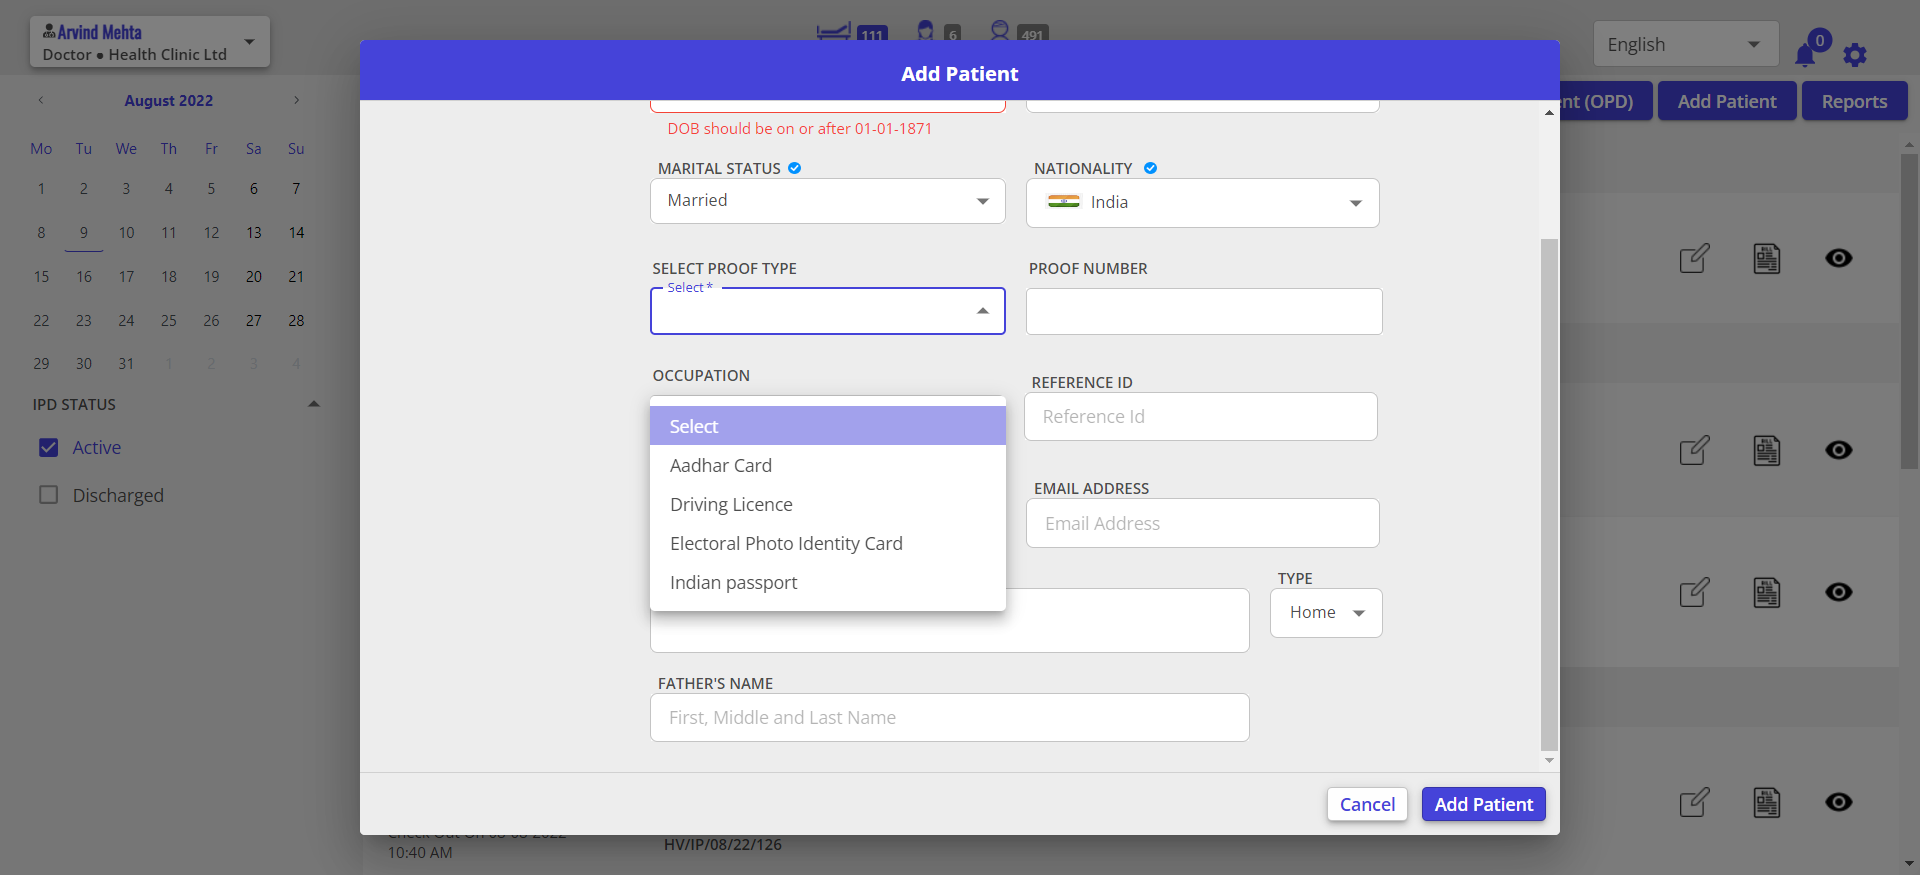 Arvind Mehta
Doctor ● Health Clinic Ltd
111
6
491
English
0
Add Patient
nt (OPD)
Add Patient
Reports
August 2022
Mo Tu We Th Fr Sa Su
1 2 3 4 5 6 7
8 9 10 11 12 13 14
15 16 17 18 19 20 21
22 23 24 25 26 27 28
29 30 31 1 2 3 4
IPD STATUS
Active
Discharged
DOB should be on or after 01-01-1871
MARITAL STATUS
NATIONALITY
Married
India
SELECT PROOF TYPE
PROOF NUMBER
Select *
OCCUPATION
REFERENCE ID
Reference Id
Select
Aadhar Card
Driving Licence
Electoral Photo Identity Card
Indian passport
EMAIL ADDRESS
Email Address
TYPE
Home
FATHER'S NAME
First, Middle and Last Name
Cancel
Add Patient
10:40 AM
HV/IP/08/22/126